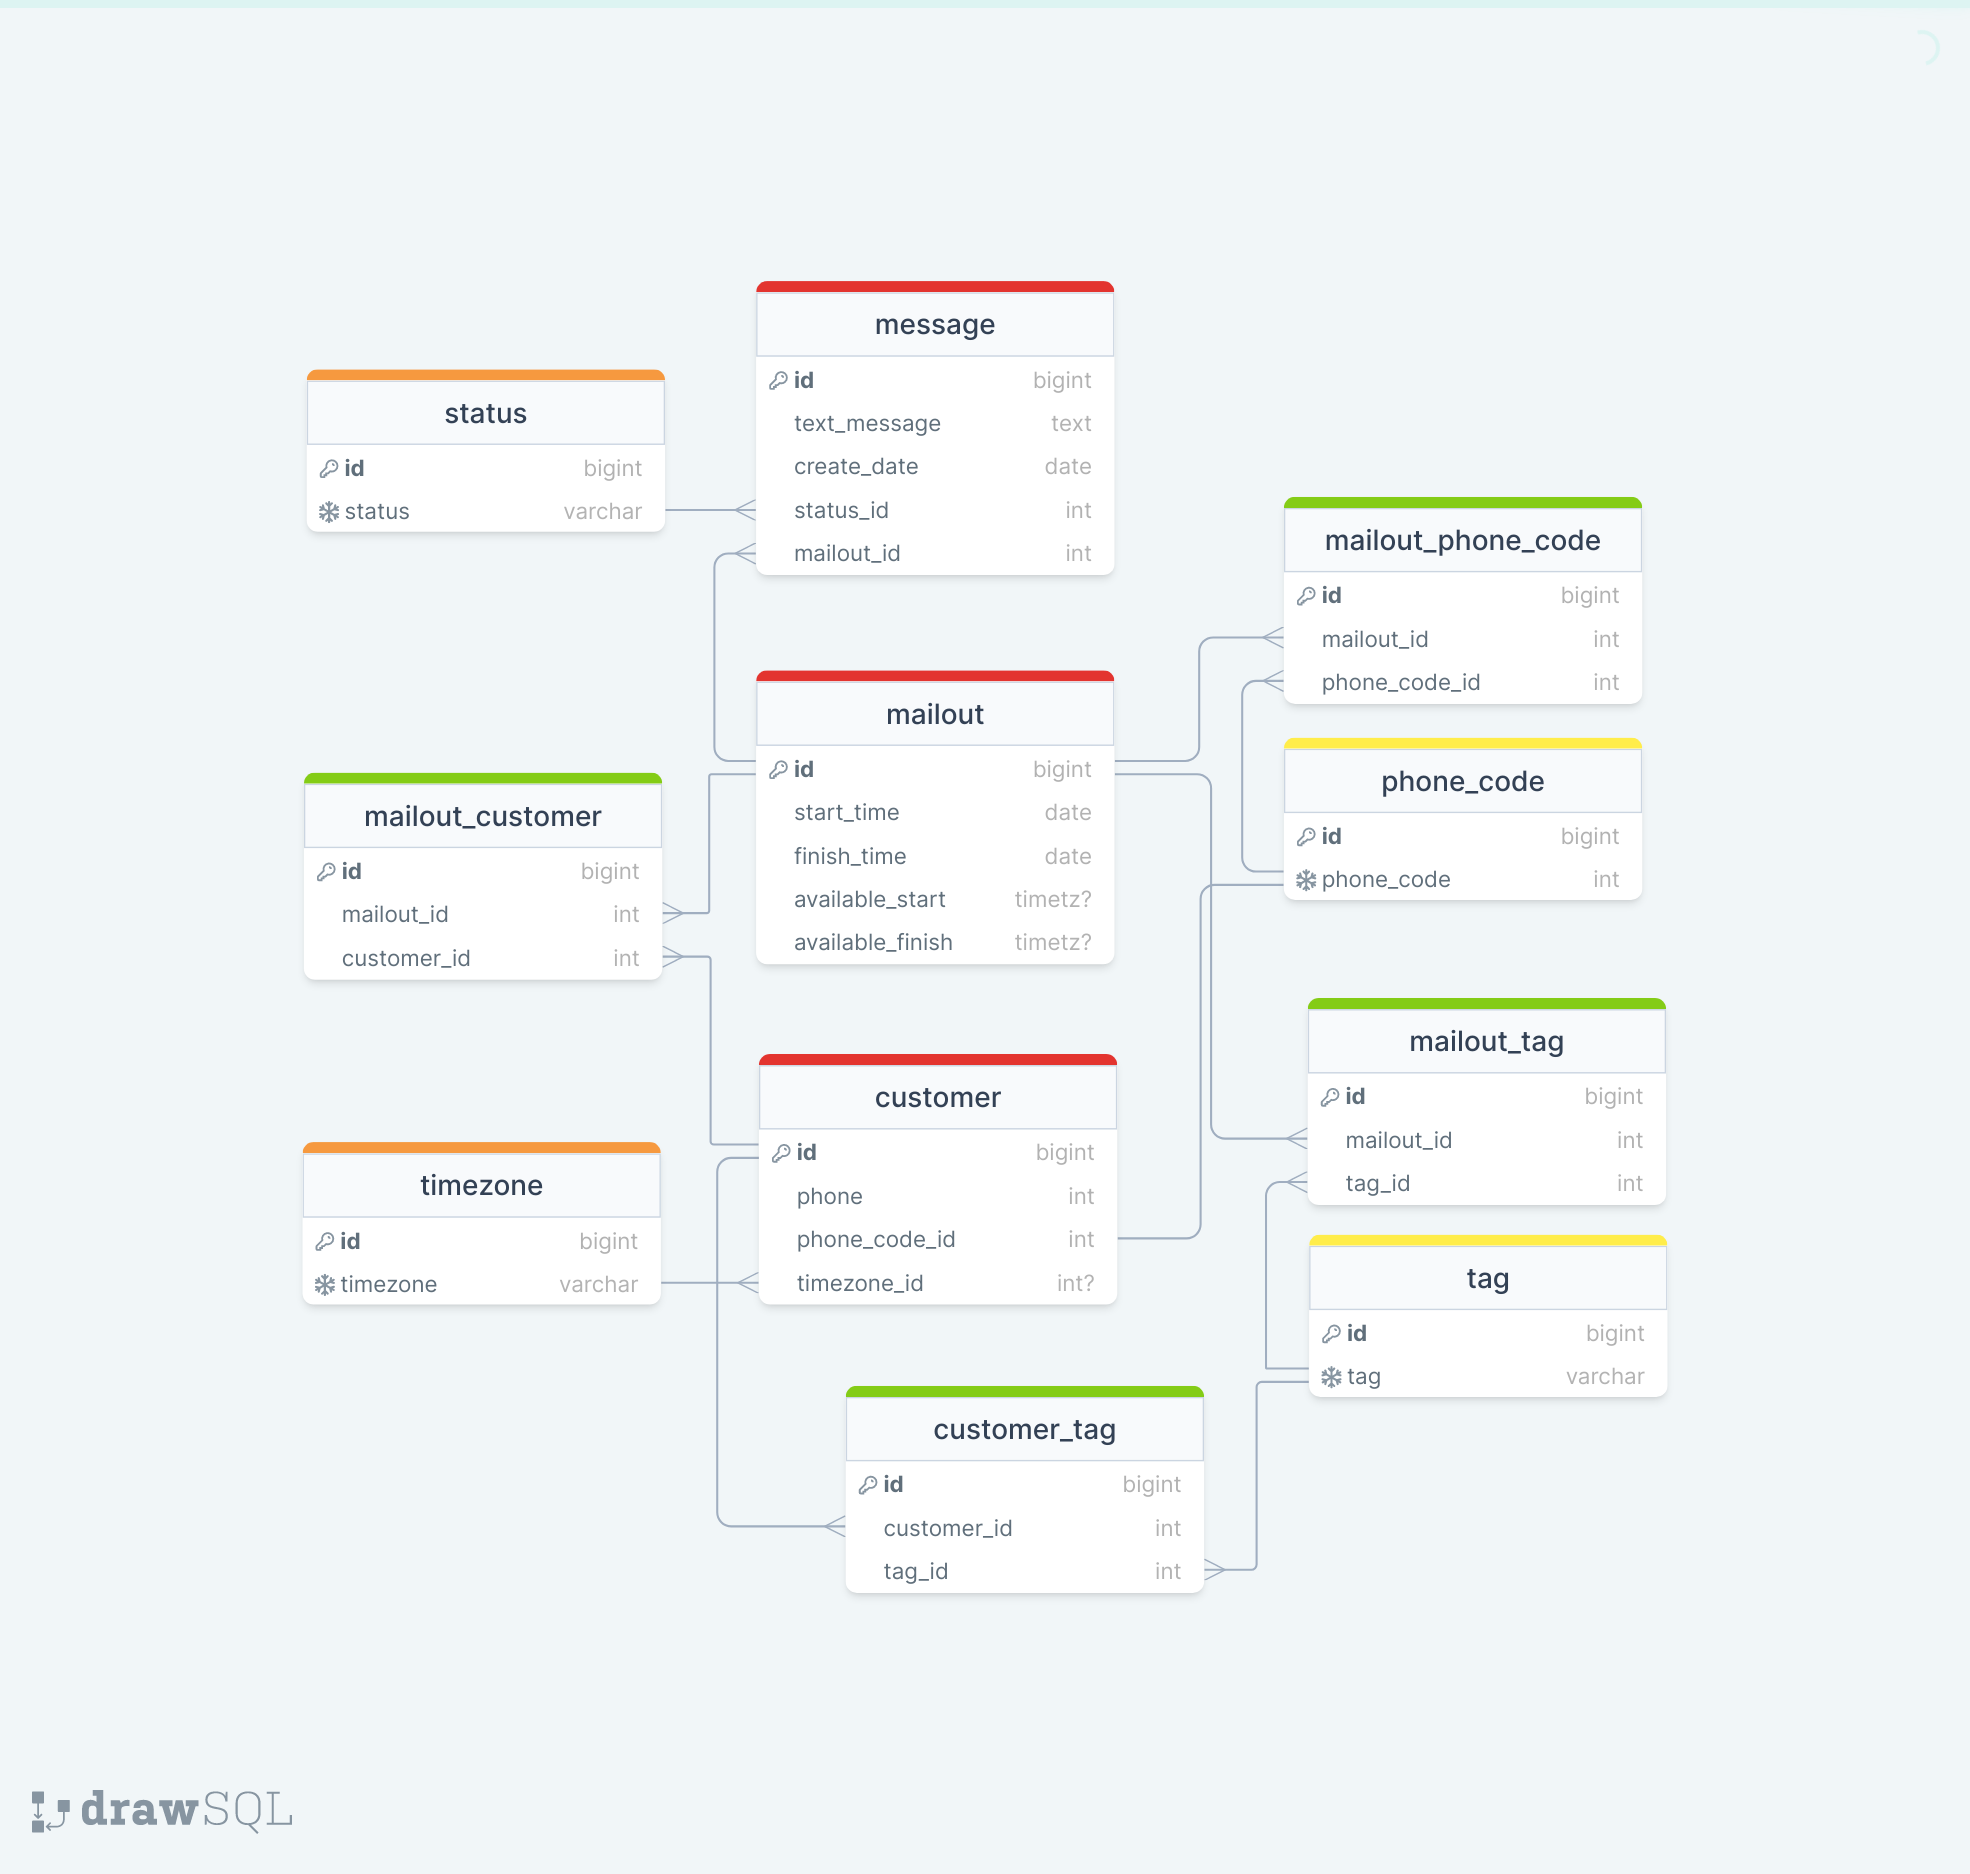 message
id bigint
text_message text
create_date date
status_id int
mailout_id int
status
id bigint
status varchar
mailout_phone_code
id bigint
mailout_id int
phone_code_id int
mailout
id bigint
start_time date
finish_time date
available_start timetz?
available_finish timetz?
phone_code
id bigint
phone_code int
mailout_customer
id bigint
mailout_id int
customer_id int
mailout_tag
id bigint
mailout_id int
tag_id int
customer
id bigint
phone int
phone_code_id int
timezone_id int?
timezone
id bigint
timezone varchar
tag
id bigint
tag varchar
customer_tag
id bigint
customer_id int
tag_id int
drawSQL